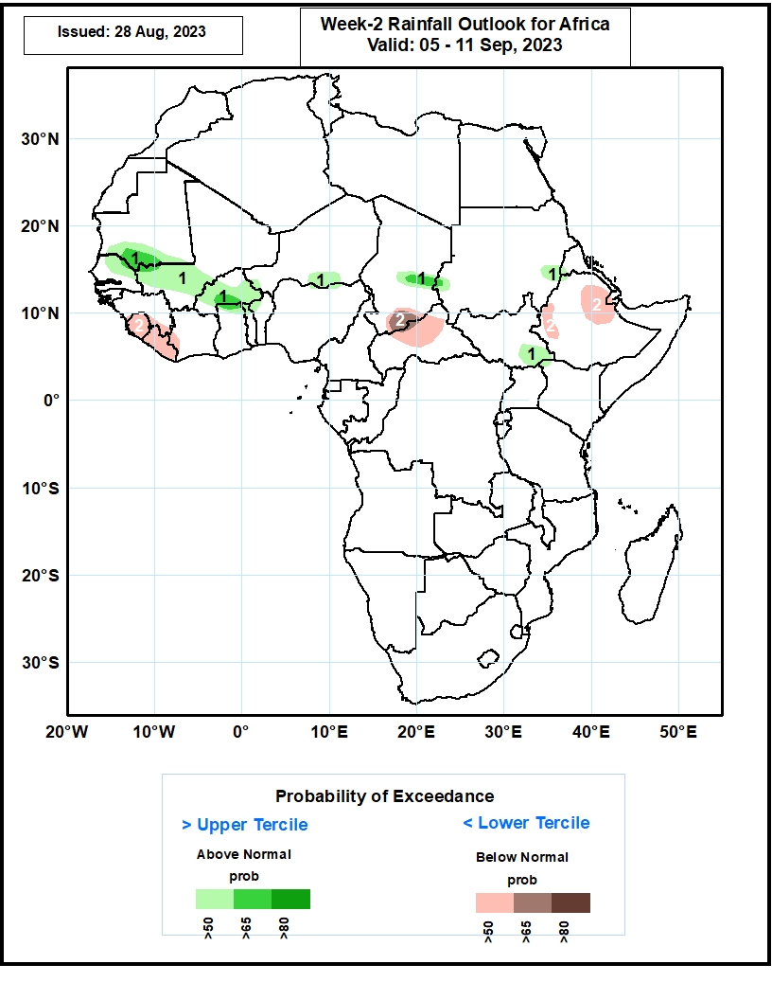 Issued: 28 Aug, 2023
Week-2 Rainfall Outlook for Africa
Valid: 05 - 11 Sep, 2023
30°N
20°N
10°N
0°
10°S
20°S
30°S
1
1
1
1
1
1
1
2
2
2
2
20°W
10°W
0°
10°E
20°E
30°E
40°E
50°E
Probability of Exceedance
> Upper Tercile
< Lower Tercile
Above Normal
prob
>50
>65
>80
Below Normal
prob
>50
>65
>80